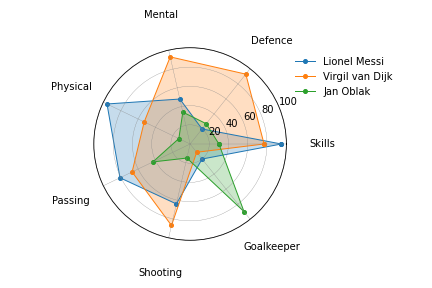 Mental
Defence
Lionel Messi
Virgil van Dijk
Jan Oblak
Physical
100
80
60
40
20
Skills
Passing
Goalkeeper
Shooting